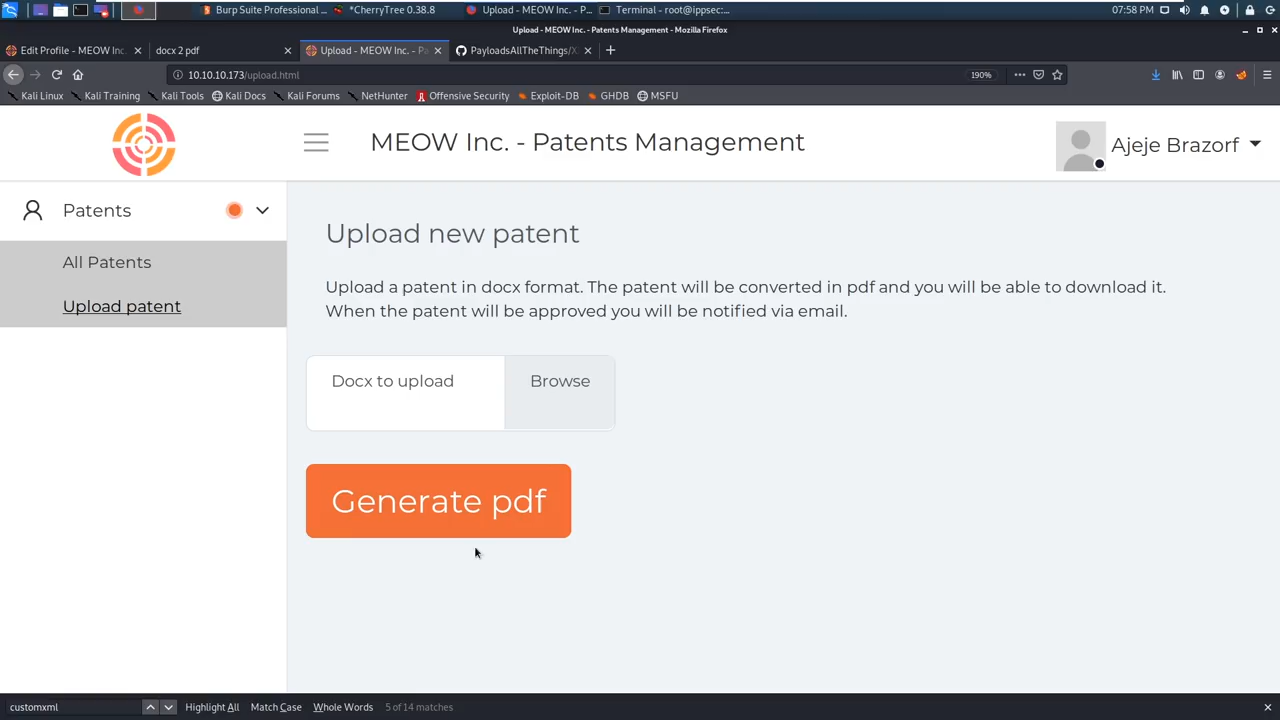 Burp Suite Professional ...
*CherryTree 0.38.8
Upload - MEOW Inc. - P...
Terminal - root@ippsec:...
07:58 PM
Upload - MEOW Inc. - Patents Management - Mozilla Firefox
Edit Profile - MEOW Inc.
docx 2 pdf
Upload - MEOW Inc. - Pa
PayloadsAllTheThings/X
10.10.10.173/upload.html
190%
Kali Linux
Kali Training
Kali Tools
Kali Docs
Kali Forums
NetHunter
Offensive Security
Exploit-DB
GHDB
MSFU
MEOW Inc. - Patents Management
Ajeje Brazorf
Patents
All Patents
Upload patent
Upload new patent
Upload a patent in docx format. The patent will be converted in pdf and you will be able to download it.
When the patent will be approved you will be notified via email.
Docx to upload
Browse
Generate pdf
customxml
Highlight All
Match Case
Whole Words
5 of 14 matches